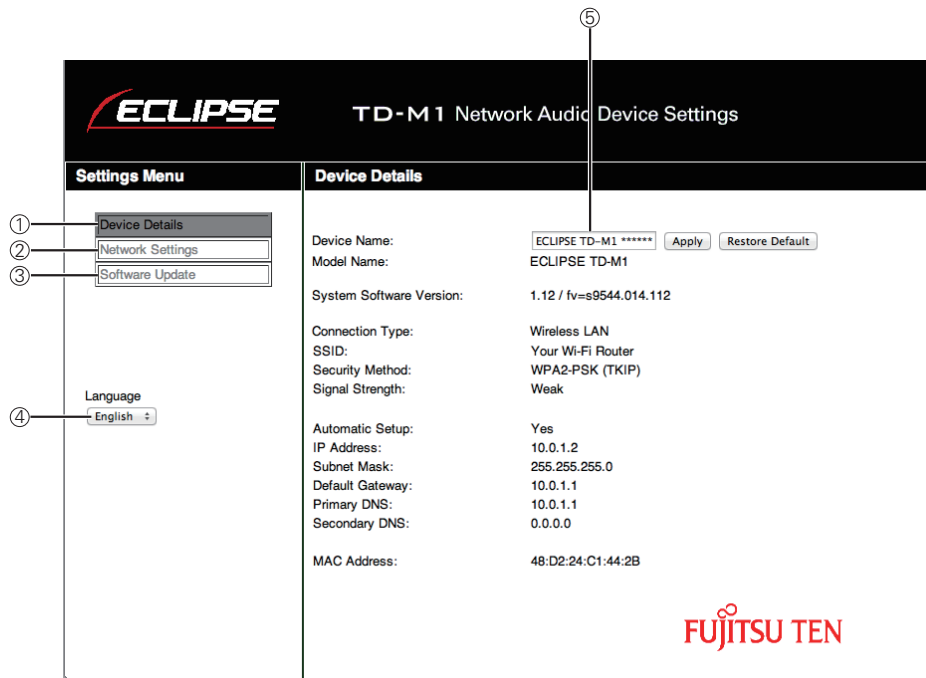 ⑤
ECLIPSE
TD-M1 Network Audio Device Settings
Settings Menu
Device Details
① Device Details
② Network Settings
③ Software Update
Language
④ English
Device Name: ECLIPSE TD-M1 ****** Apply Restore Default
Model Name: ECLIPSE TD-M1
System Software Version: 1.12 / fv=s9544.014.112
Connection Type: Wireless LAN
SSID: Your Wi-Fi Router
Security Method: WPA2-PSK (TKIP)
Signal Strength: Weak
Automatic Setup: Yes
IP Address: 10.0.1.2
Subnet Mask: 255.255.255.0
Default Gateway: 10.0.1.1
Primary DNS: 10.0.1.1
Secondary DNS: 0.0.0.0
MAC Address: 48:D2:24:C1:44:2B
FUJITSU TEN